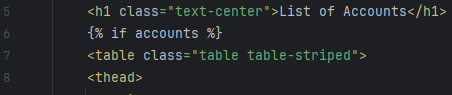 5 <h1 class="text-center">List of Accounts</h1>
6 {% if accounts %}
7 <table class="table table-striped">
8 <thead>